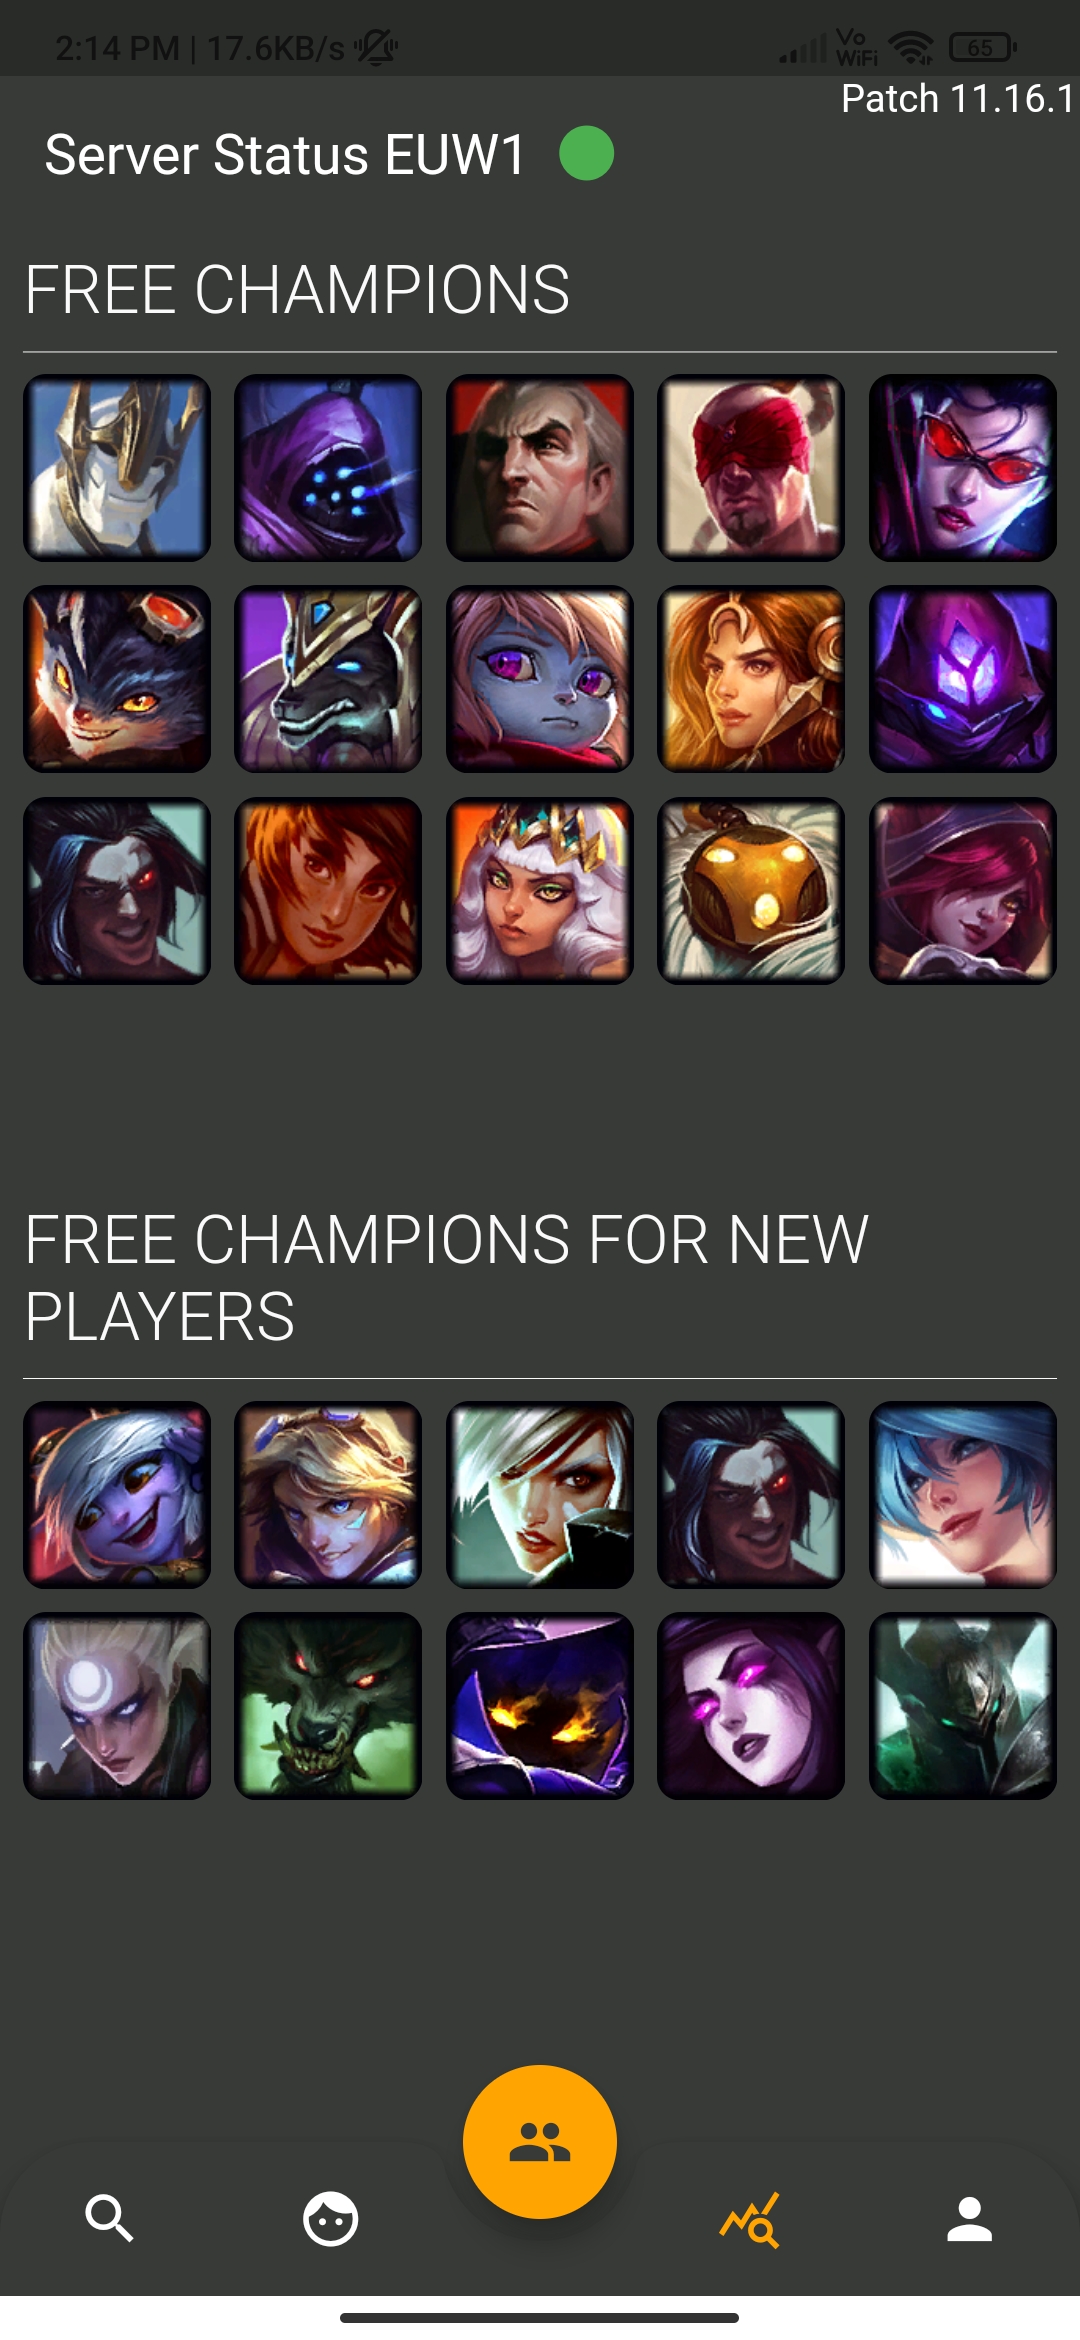 2:14 PM | 17.6KB/s
Vo
WiFi
65
Patch 11.16.1
Server Status EUW1
FREE CHAMPIONS
FREE CHAMPIONS FOR NEW
PLAYERS